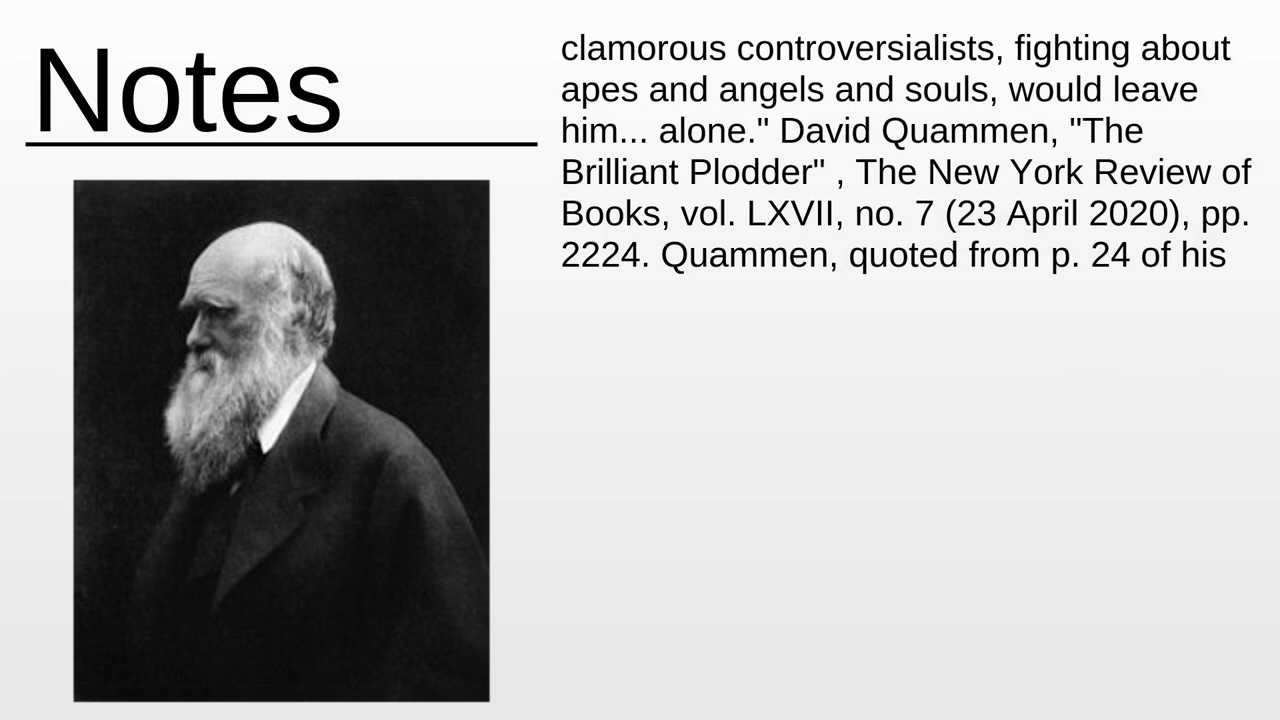 Notes
clamorous controversialists, fighting about
apes and angels and souls, would leave
him... alone." David Quammen, "The
Brilliant Plodder" , The New York Review of
Books, vol. LXVII, no. 7 (23 April 2020), pp.
2224. Quammen, quoted from p. 24 of his